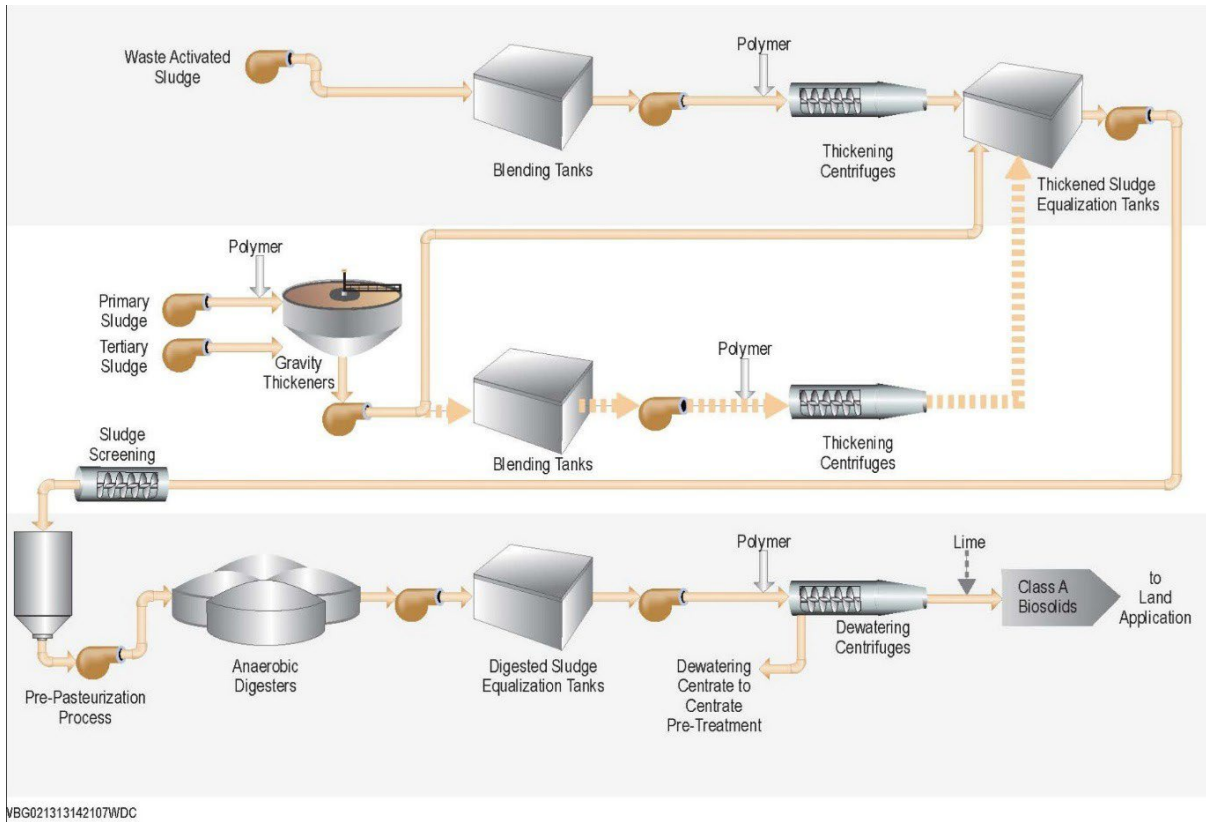 Waste Activated
Sludge
Polymer
Blending Tanks
Thickening
Centrifuges
Thickened Sludge
Equalization Tanks
Polymer
Primary
Sludge
Tertiary
Sludge
Gravity
Thickeners
Polymer
Blending Tanks
Thickening
Centrifuges
Sludge
Screening
Polymer
Lime
Class A
Biosolids
to
Land
Application
Pre-Pasteurization
Process
Anaerobic
Digesters
Digested Sludge
Equalization Tanks
Dewatering
Centrifuges
Dewatering
Centrate to
Centrate
Pre-Treatment
WBG021313142107WDC